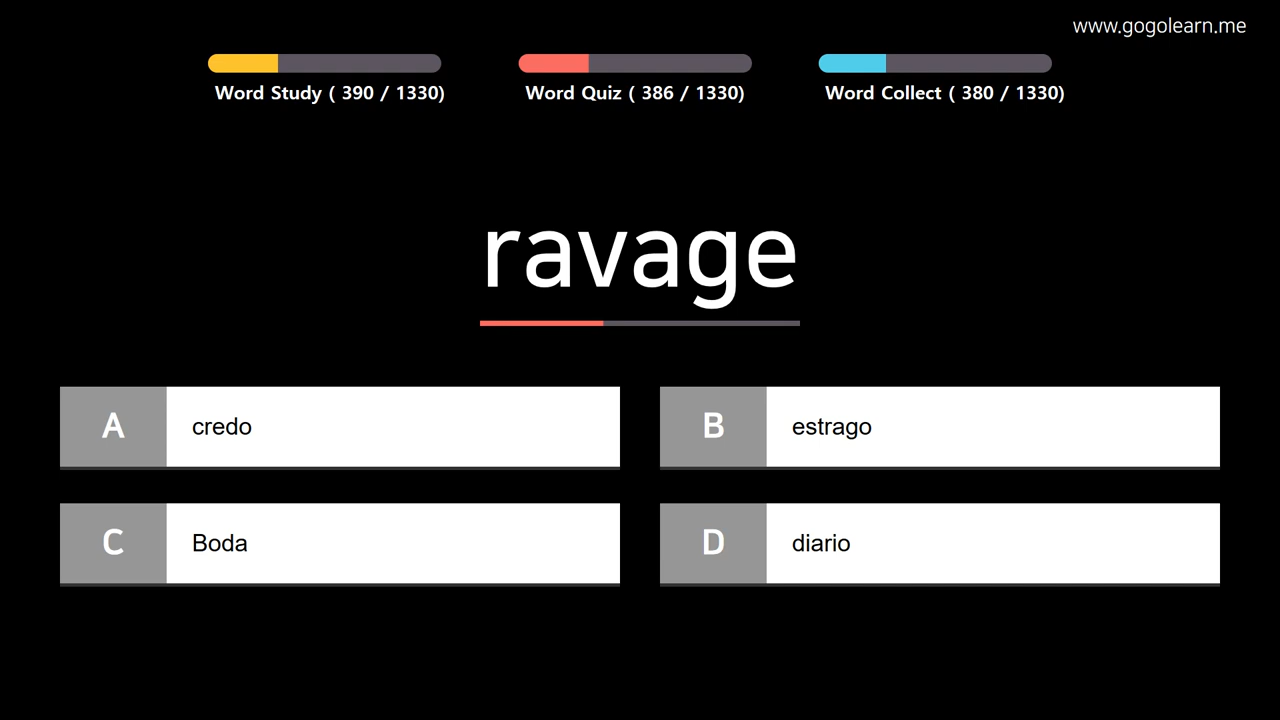 www.gogolearn.me
Word Study ( 390 / 1330)
Word Quiz ( 386 / 1330)
Word Collect ( 380 / 1330)
ravage
A credo
B estrago
C Boda
D diario